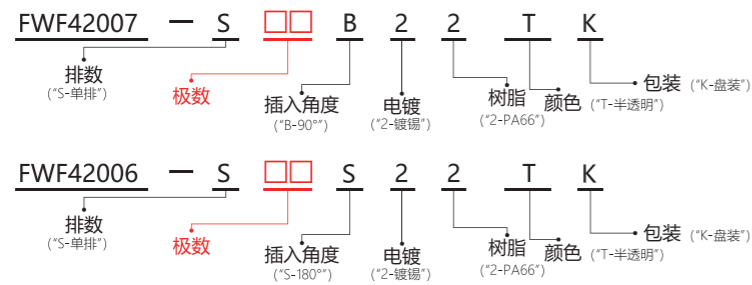 FWF42007 — S □□ B 2 2 T K
排数 极数 插入角度 电镀 树脂 颜色 包装 (“K-盘装”)
(“S-单排”) (“B-90°”) (“2-镀锡”) (“2-PA66”) (“T-半透明”)
FWF42006 — S □□ S 2 2 T K
排数 极数 插入角度 电镀 树脂 颜色 包装 (“K-盘装”)
(“S-单排”) (“S-180°”) (“2-镀锡”) (“2-PA66”) (“T-半透明”)